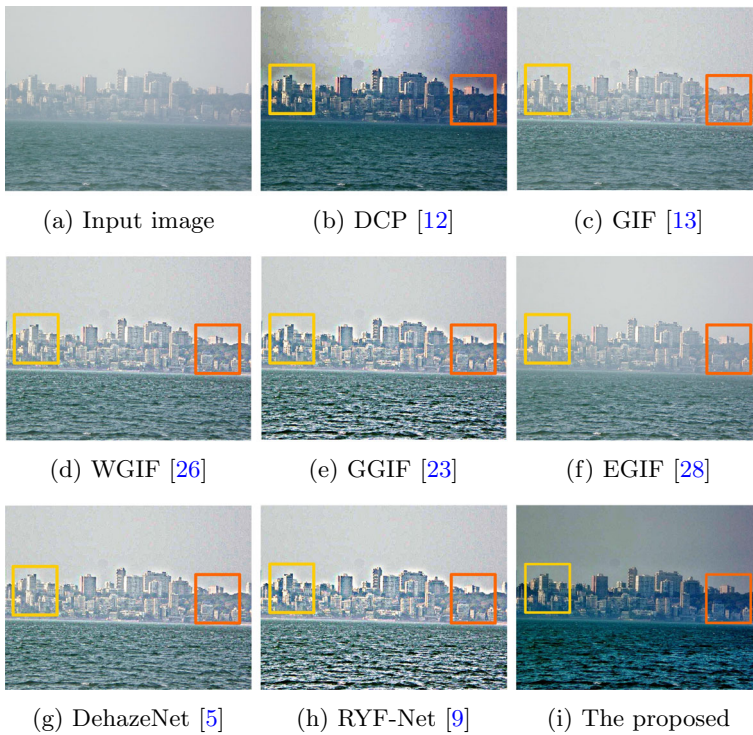 (a) Input image
(b) DCP [12]
(c) GIF [13]
(d) WGIF [26]
(e) GGIF [23]
(f) EGIF [28]
(g) DehazeNet [5]
(h) RYF-Net [9]
(i) The proposed